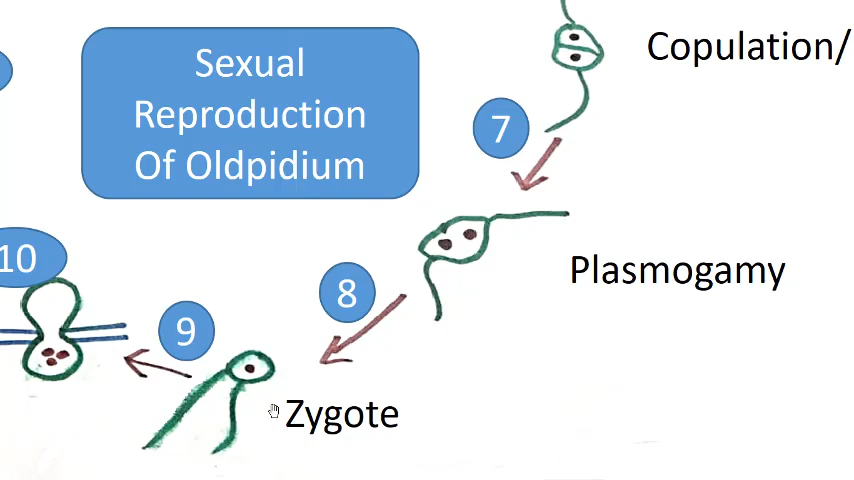 Sexual
Reproduction
Of Oldpidium
Copulation/
7
Plasmogamy
8
10
9
Zygote